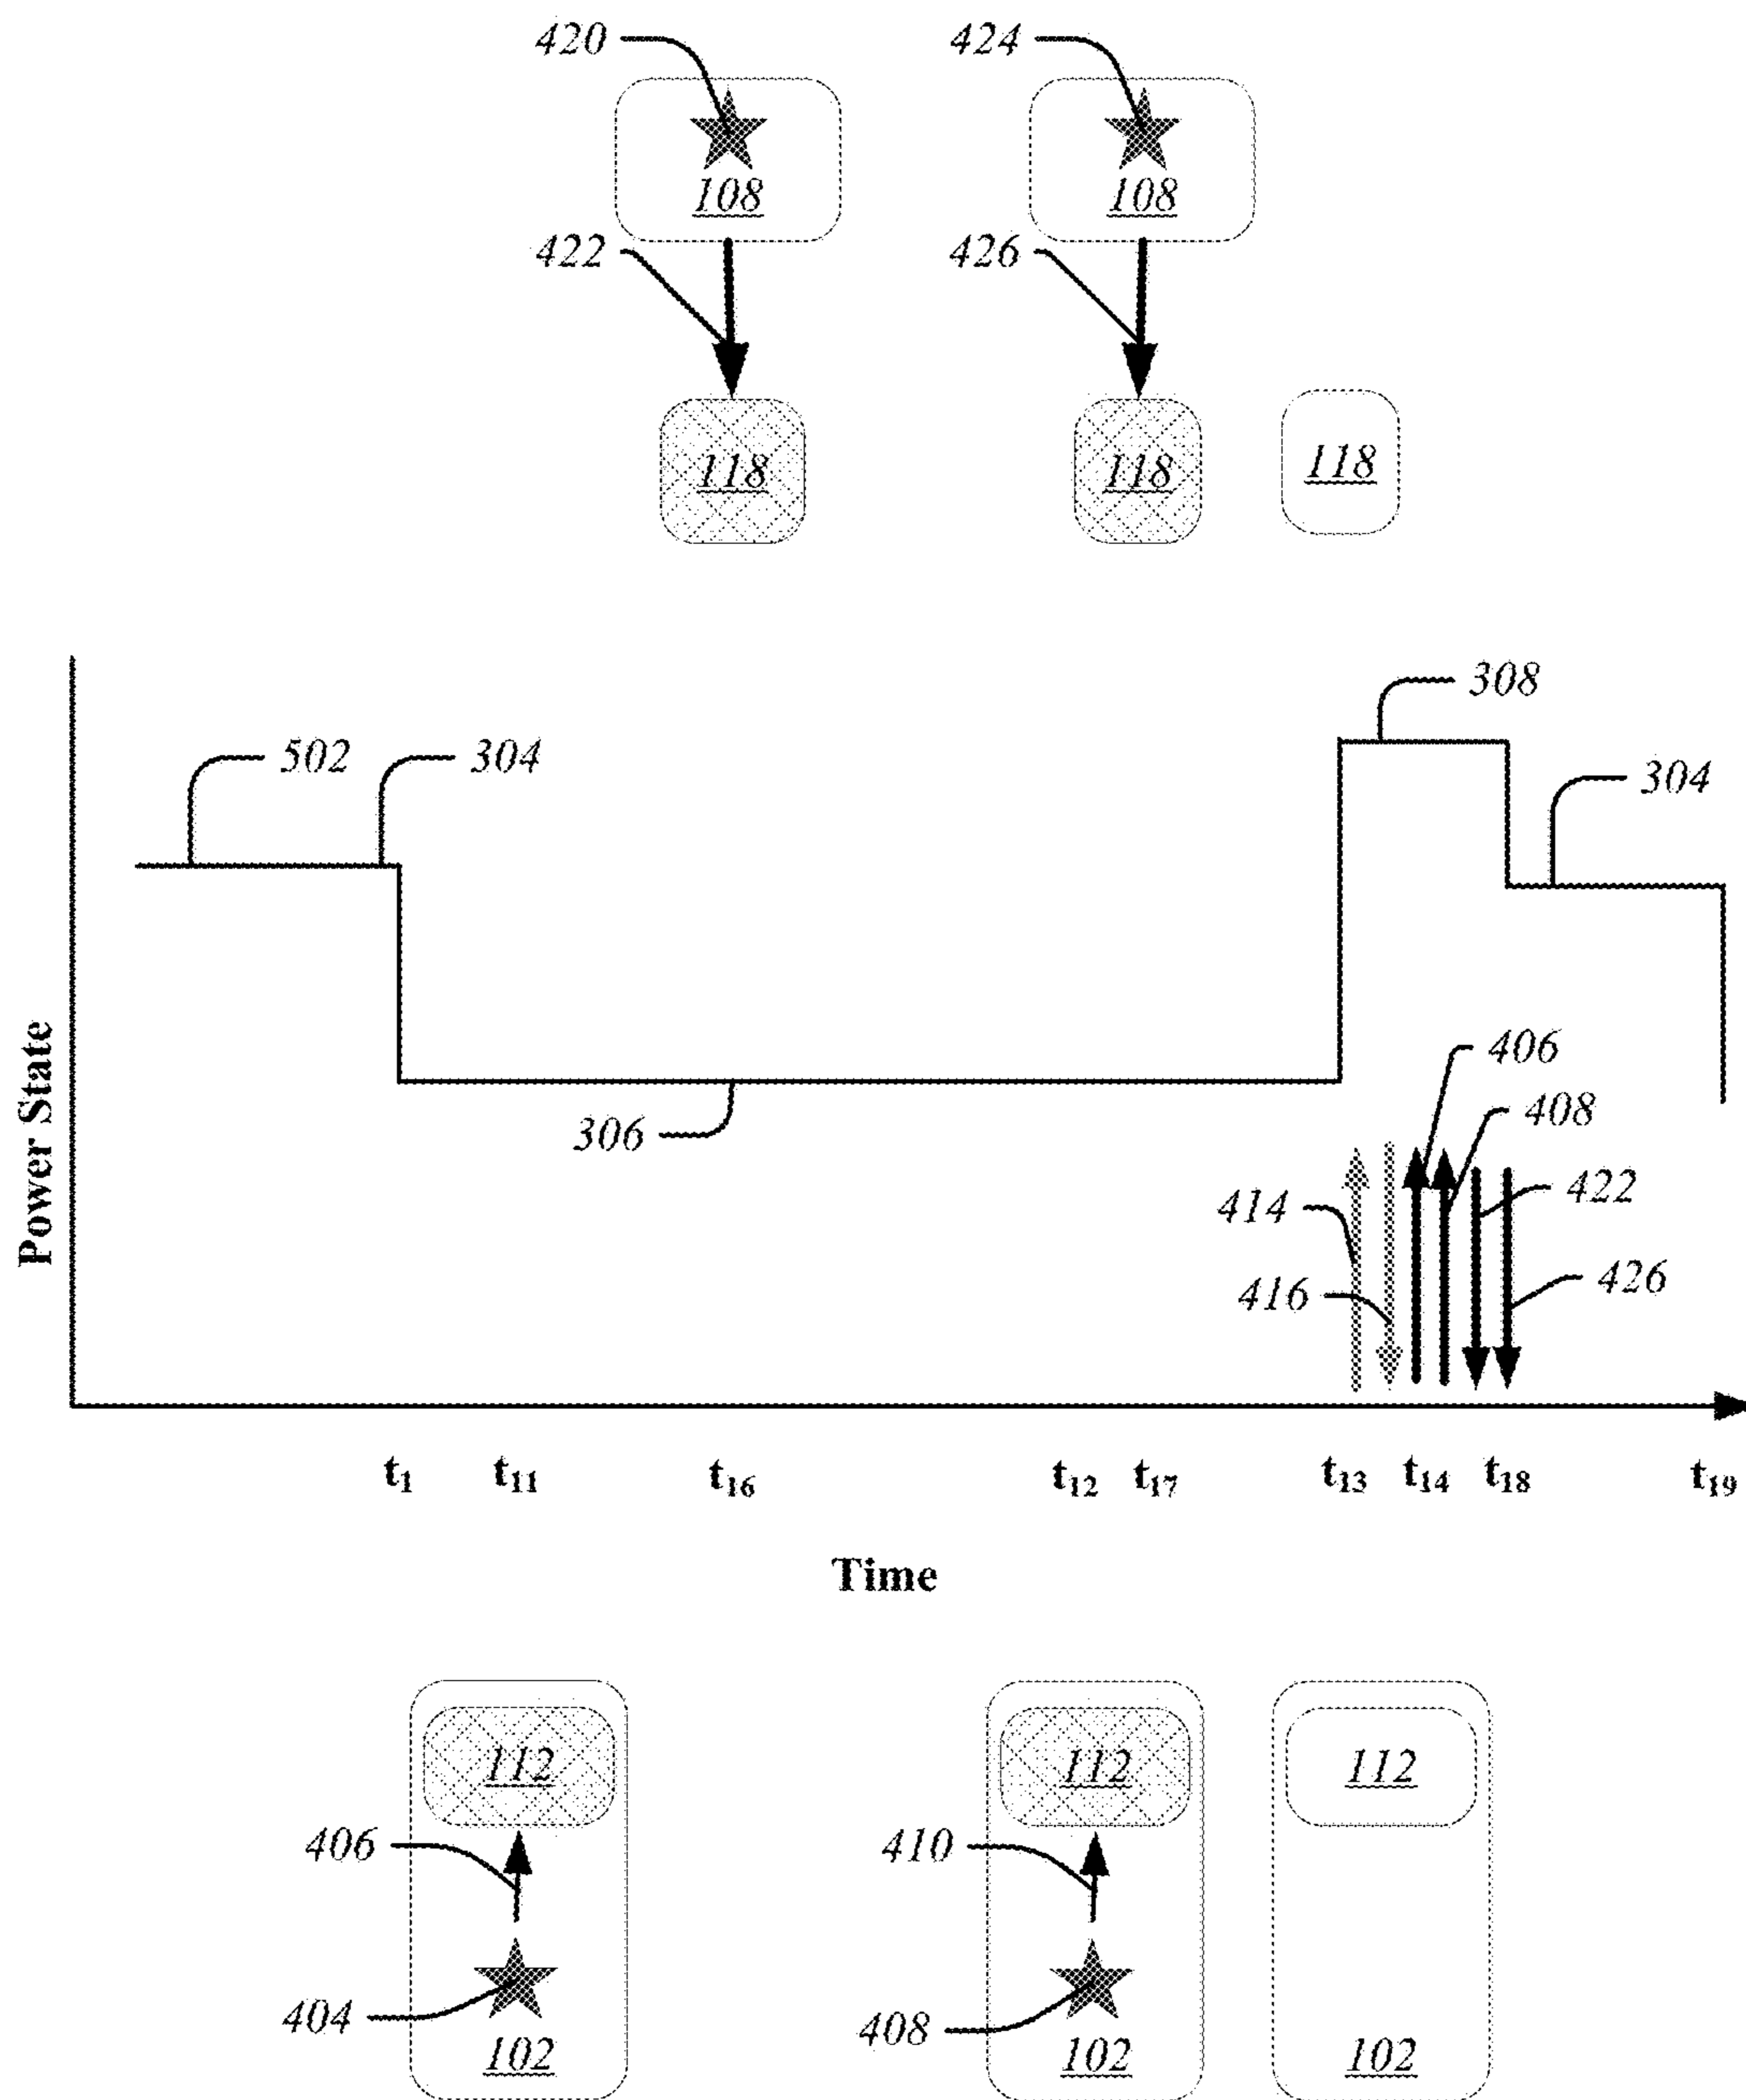 420 424
108 108
422 426
118 118 118
308
502 304 304
Power State
406
306 408
414 422
416 426
t₁ t₁₁ t₁₆ t₁₂ t₁₇ t₁₃ t₁₄ t₁₈ t₁₉
Time
112 112 112
406 410
404 408
102 102 102